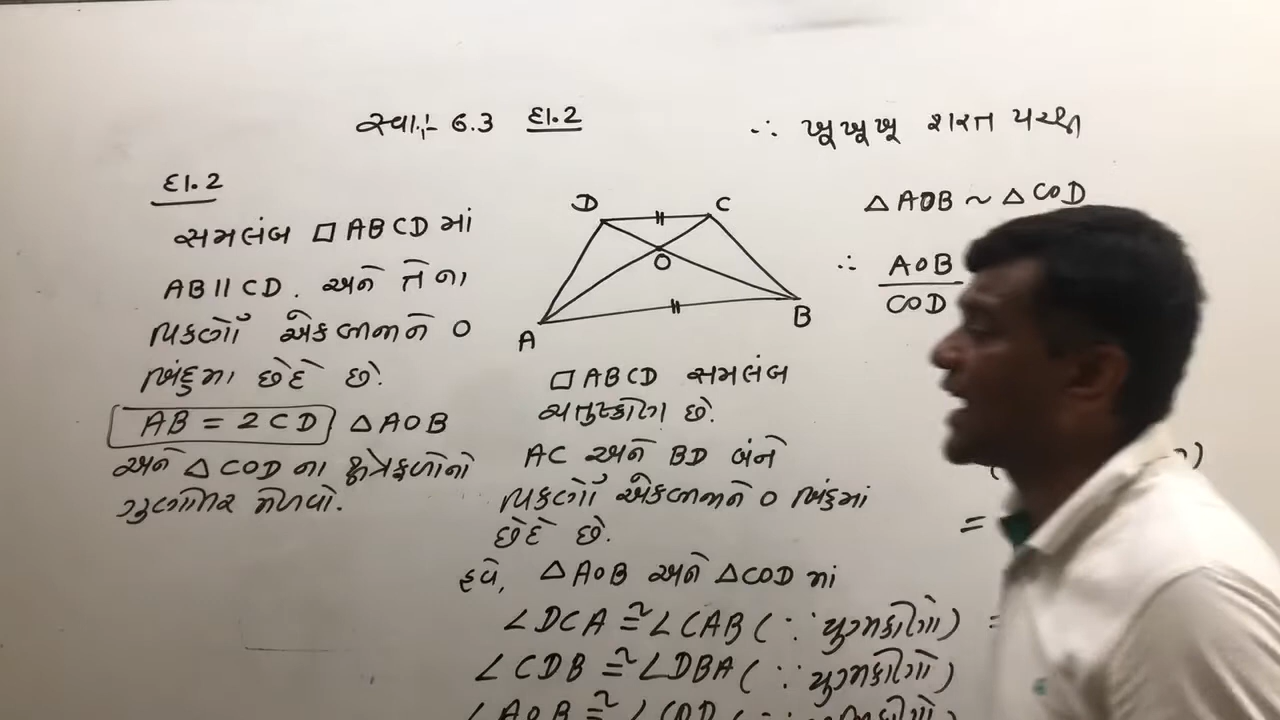 સ્વા:- 6.3 દા.2
દા.2
સમલંબ □ABCD માં
AB || CD. અને તેના
વિકર્ણો એકબીજાને O
બિંદુમાં છેદે છે.
AB = 2CD △AOB
અને △COD ના ક્ષેત્રફળોનો
ગુણોત્તર મેળવો.
D C
O
A B
□ABCD સમલંબ
ચતુષ્કોણ છે.
AC અને BD બંને
વિકર્ણો એકબીજાને O બિંદુમાં
છેદે છે.
હવે, △AOB અને △COD માં
∠DCA ≅ ∠CAB (∵ યુગ્મકોણો)
∠CDB ≅ ∠DBA (∵ યુગ્મકોણો)
∠AOB ≅ ∠COD
∴ ખૂખૂખૂ શરત પરથી
△AOB ~ △COD
∴ AOB
COD
=
=